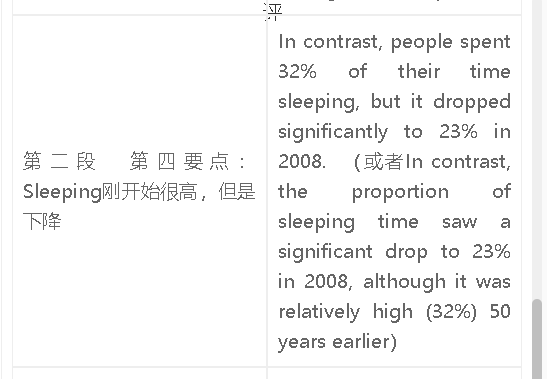 评
第二段 第四要点：
Sleeping刚开始很高，但是
下降
In contrast, people spent
32% of their time
sleeping, but it dropped
significantly to 23% in
2008. （或者In contrast,
the proportion of
sleeping time saw a
significant drop to 23%
in 2008, although it was
relatively high (32%) 50
years earlier）